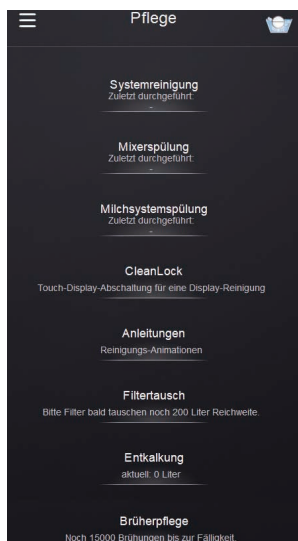 Pflege
Systemreinigung
Zuletzt durchgeführt:
-
Mixerspülung
Zuletzt durchgeführt:
-
Milchsystemspülung
Zuletzt durchgeführt:
-
CleanLock
Touch-Display-Abschaltung für eine Display-Reinigung
Anleitungen
Reinigungs-Animationen
Filtertausch
Bitte Filter bald tauschen noch 200 Liter Reichweite.
Entkalkung
aktuell: 0 Liter
Brüherpflege
Noch 15000 Brühungen bis zur Fälligkeit.